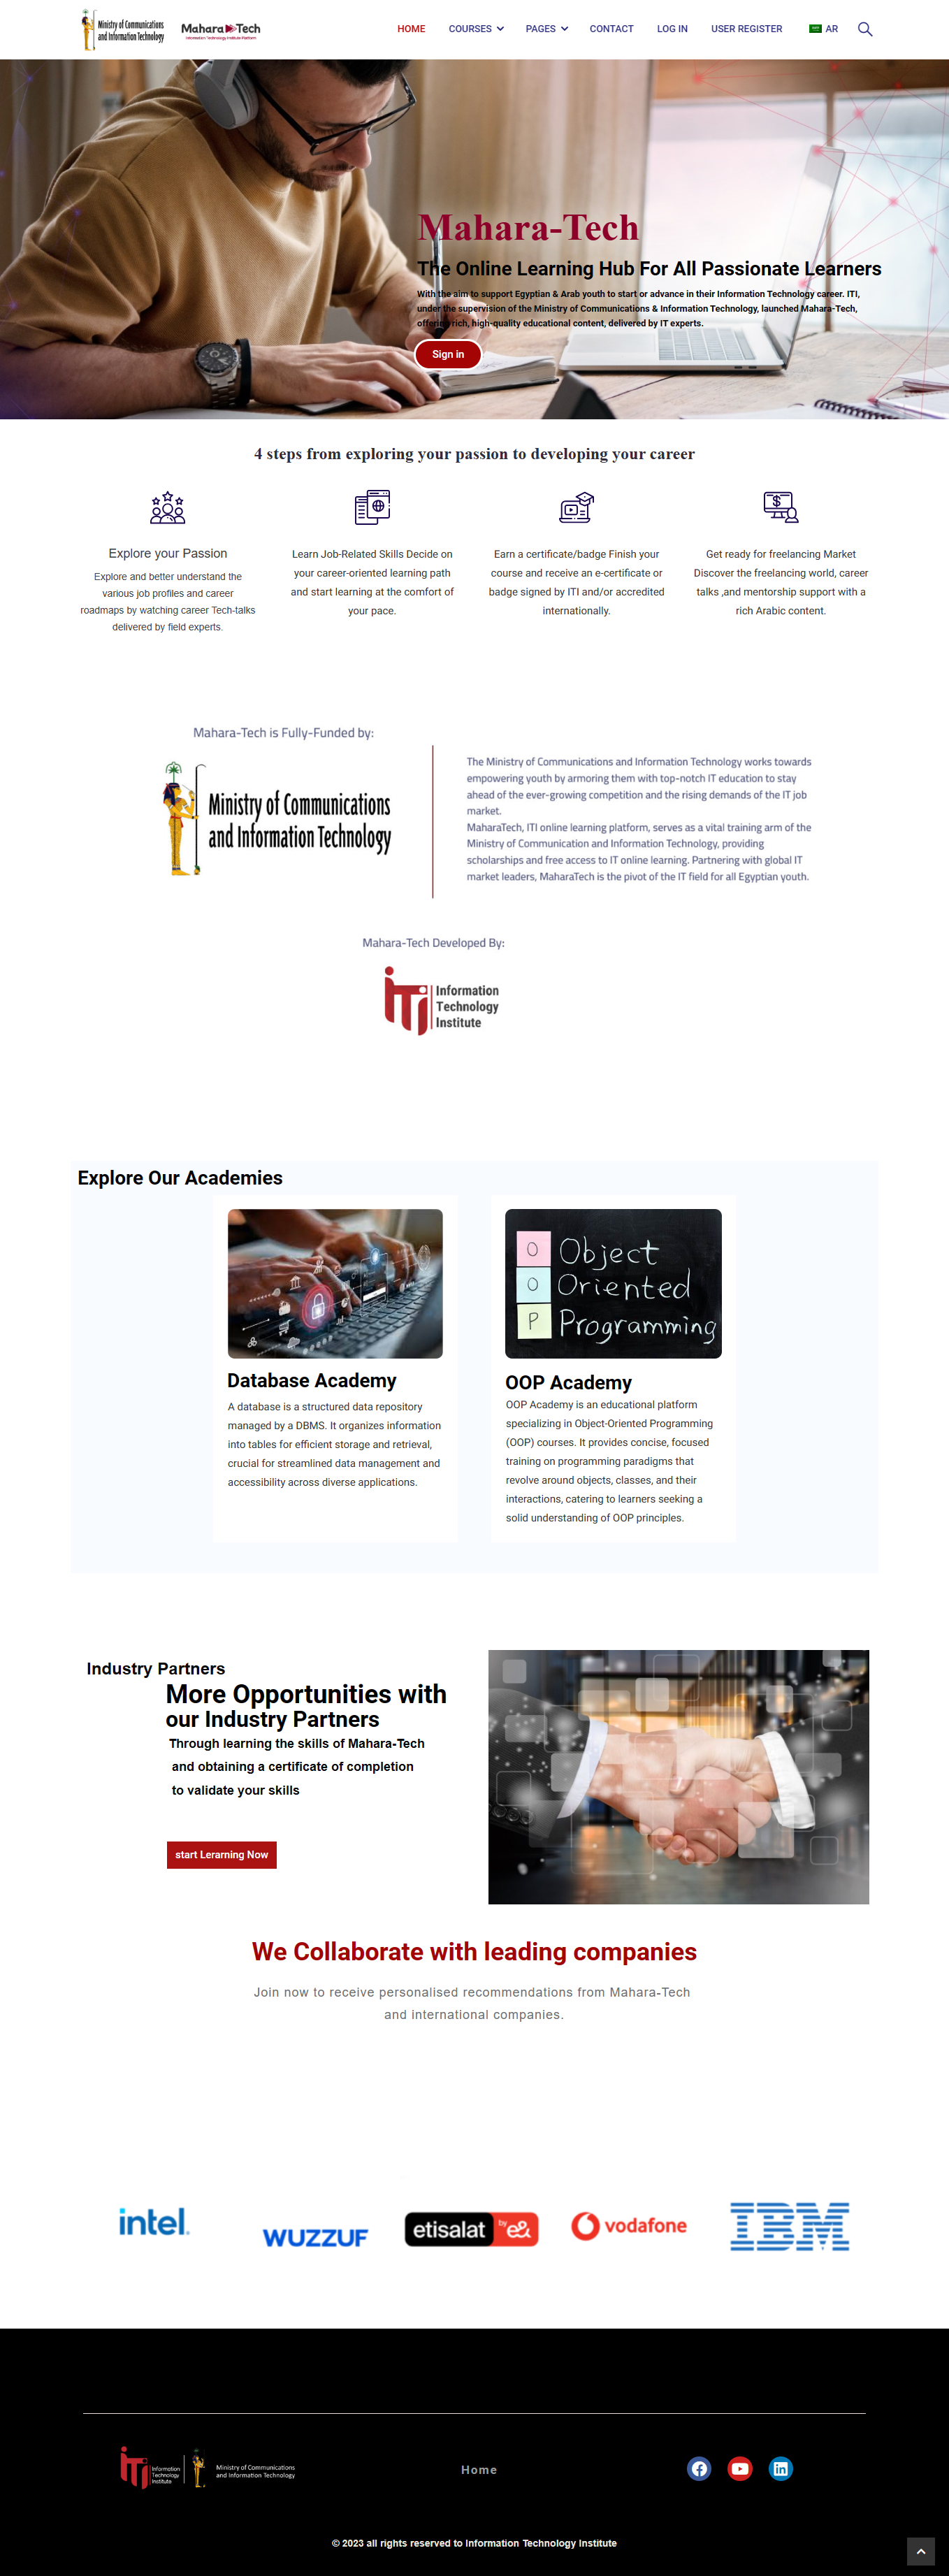 Ministry of Communications
and Information Technology
Mahara Tech
Information Technology Institute Platform
HOME COURSES PAGES CONTACT LOG IN USER REGISTER AR
Mahara-Tech
The Online Learning Hub For All Passionate Learners
With the aim to support Egyptian & Arab youth to start or advance in their Information Technology career. ITI,
under the supervision of the Ministry of Communications & Information Technology, launched Mahara-Tech,
offering rich, high-quality educational content, delivered by IT experts.
Sign in
4 steps from exploring your passion to developing your career
Explore your Passion
Explore and better understand the
various job profiles and career
roadmaps by watching career Tech-talks
delivered by field experts.
Learn Job-Related Skills Decide on
your career-oriented learning path
and start learning at the comfort of
your pace.
Earn a certificate/badge Finish your
course and receive an e-certificate or
badge signed by ITI and/or accredited
internationally.
Get ready for freelancing Market
Discover the freelancing world, career
talks ,and mentorship support with a
rich Arabic content.
Mahara-Tech is Fully-Funded by:
Ministry of Communications
and Information Technology
The Ministry of Communications and Information Technology works towards
empowering youth by armoring them with top-notch IT education to stay
ahead of the ever-growing competition and the rising demands of the IT job
market.
MaharaTech, ITI online learning platform, serves as a vital training arm of the
Ministry of Communication and Information Technology, providing
scholarships and free access to IT online learning. Partnering with global IT
market leaders, MaharaTech is the pivot of the IT field for all Egyptian youth.
Mahara-Tech Developed By:
iTi
Information
Technology
Institute
Explore Our Academies
O Object
O Oriented
P Programming
Database Academy
A database is a structured data repository
managed by a DBMS. It organizes information
into tables for efficient storage and retrieval,
crucial for streamlined data management and
accessibility across diverse applications.
OOP Academy
OOP Academy is an educational platform
specializing in Object-Oriented Programming
(OOP) courses. It provides concise, focused
training on programming paradigms that
revolve around objects, classes, and their
interactions, catering to learners seeking a
solid understanding of OOP principles.
Industry Partners
More Opportunities with
our Industry Partners
Through learning the skills of Mahara-Tech
and obtaining a certificate of completion
to validate your skills
start Lerarning Now
We Collaborate with leading companies
Join now to receive personalised recommendations from Mahara-Tech
and international companies.
intel.
WUZZUF
etisalat by e&
vodafone
IBM
iTi
Information
Technology
Institute
Ministry of Communications
and Information Technology
Home
© 2023 all rights reserved to Information Technology Institute